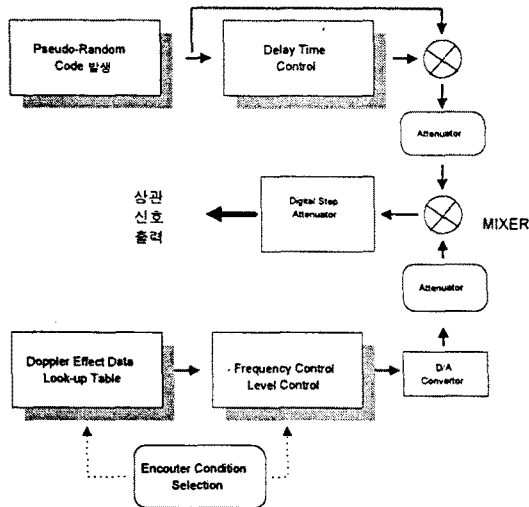 Pseudo-Random
Code 발생
Delay Time
Control
Attenuator
상관
신호
출력
Digital Step
Attenuator
MIXER
Attenuator
Doppler Effect Data
Look-up Table
Frequency Control
Level Control
D/A
Convertor
Encouter Condition
Selection